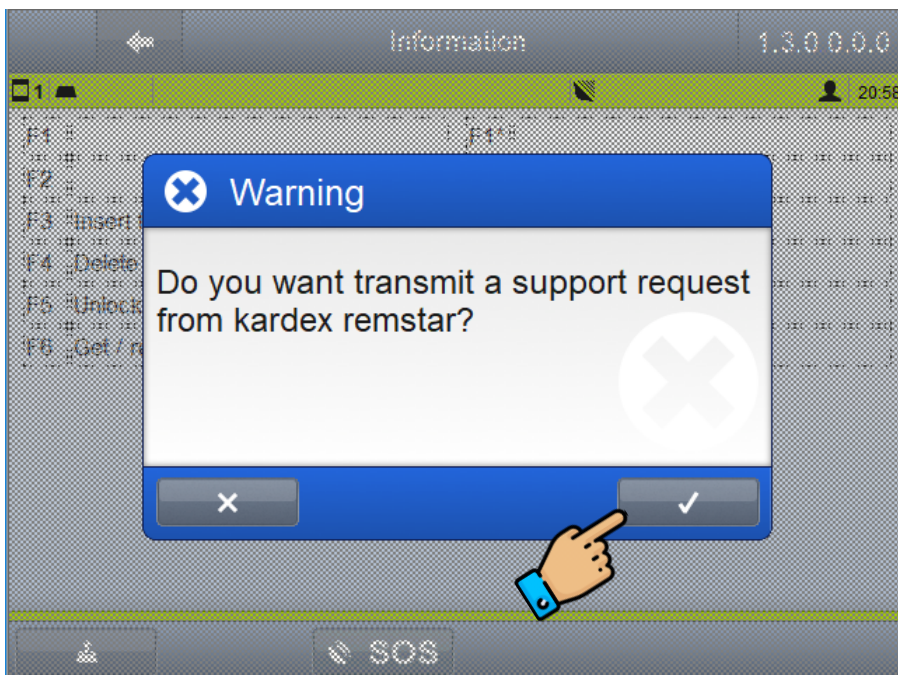 Information
1.3.0 0.0.0
1
20:58
F1
F1^
F2
Warning
F3 Insert
F4 Delete
Do you want transmit a support request
F5
from kardex remstar?
F6 Get /
SOS